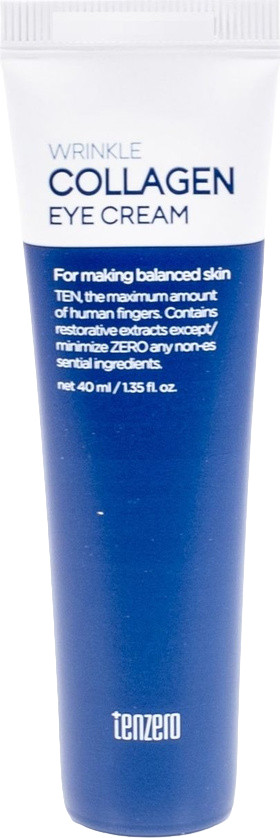 WRINKLE
COLLAGEN
EYE CREAM
For making balanced skin
TEN, the maximum amount
of human fingers. Contains
restorative extracts except/
minimize ZERO any non-es
sential ingredients.
net 40 ml / 1.35 fl. oz.
tenzero